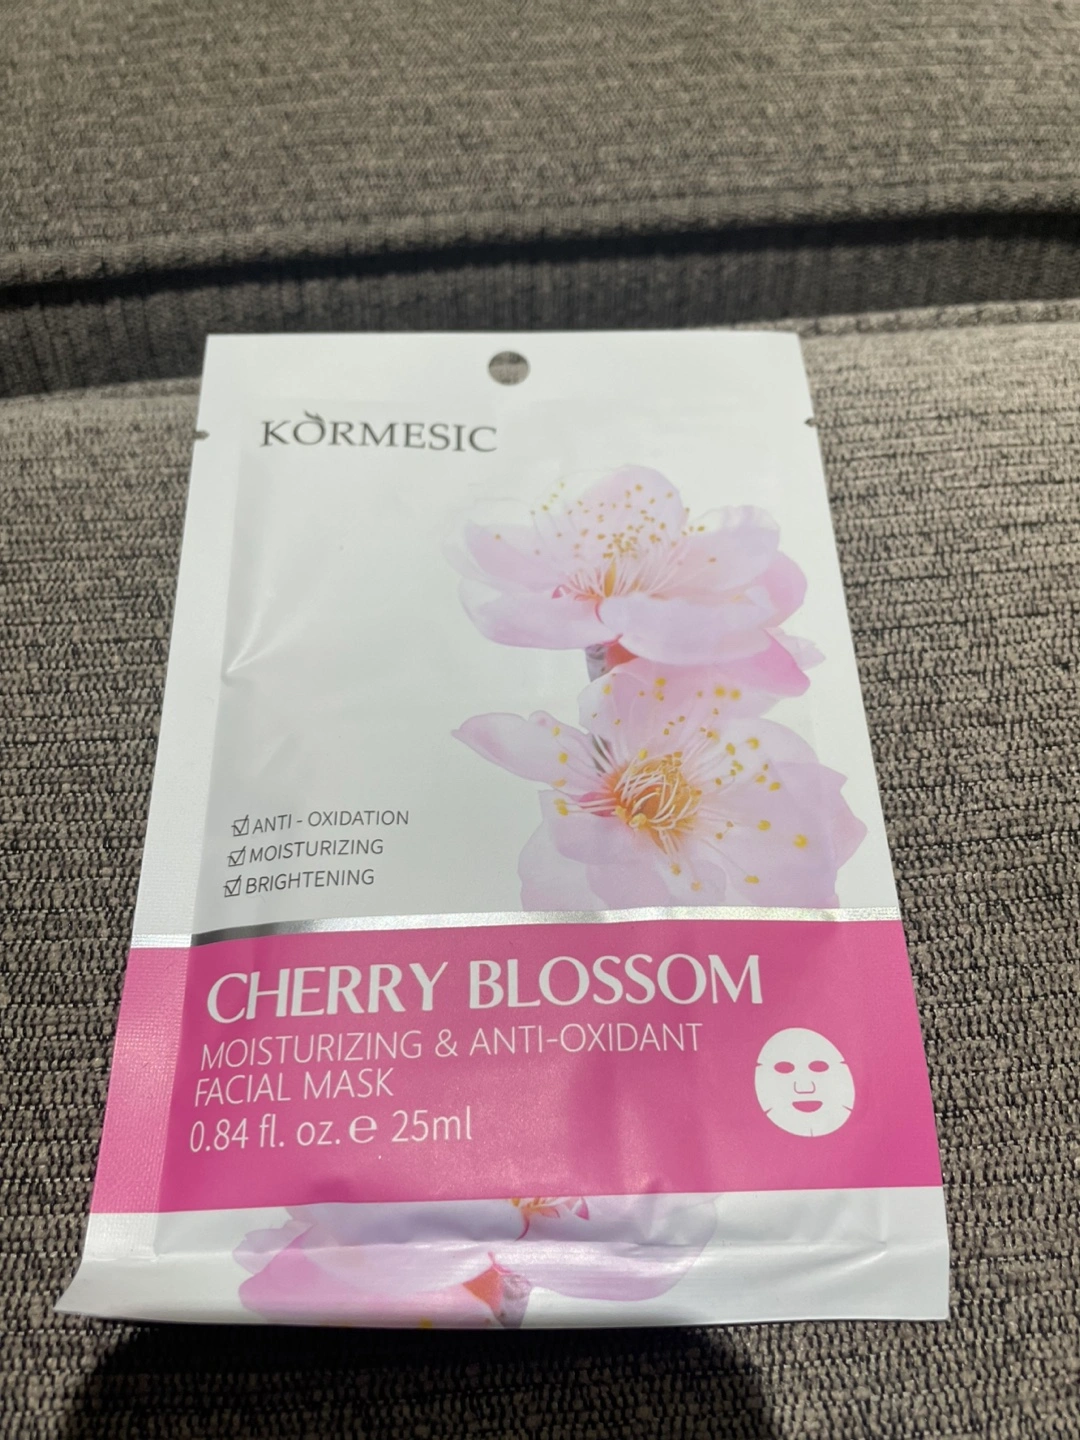 KORMESIC
ANTI - OXIDATION
MOISTURIZING
BRIGHTENING
CHERRY BLOSSOM
MOISTURIZING & ANTI-OXIDANT
FACIAL MASK
0.84 fl. oz. ℮ 25ml